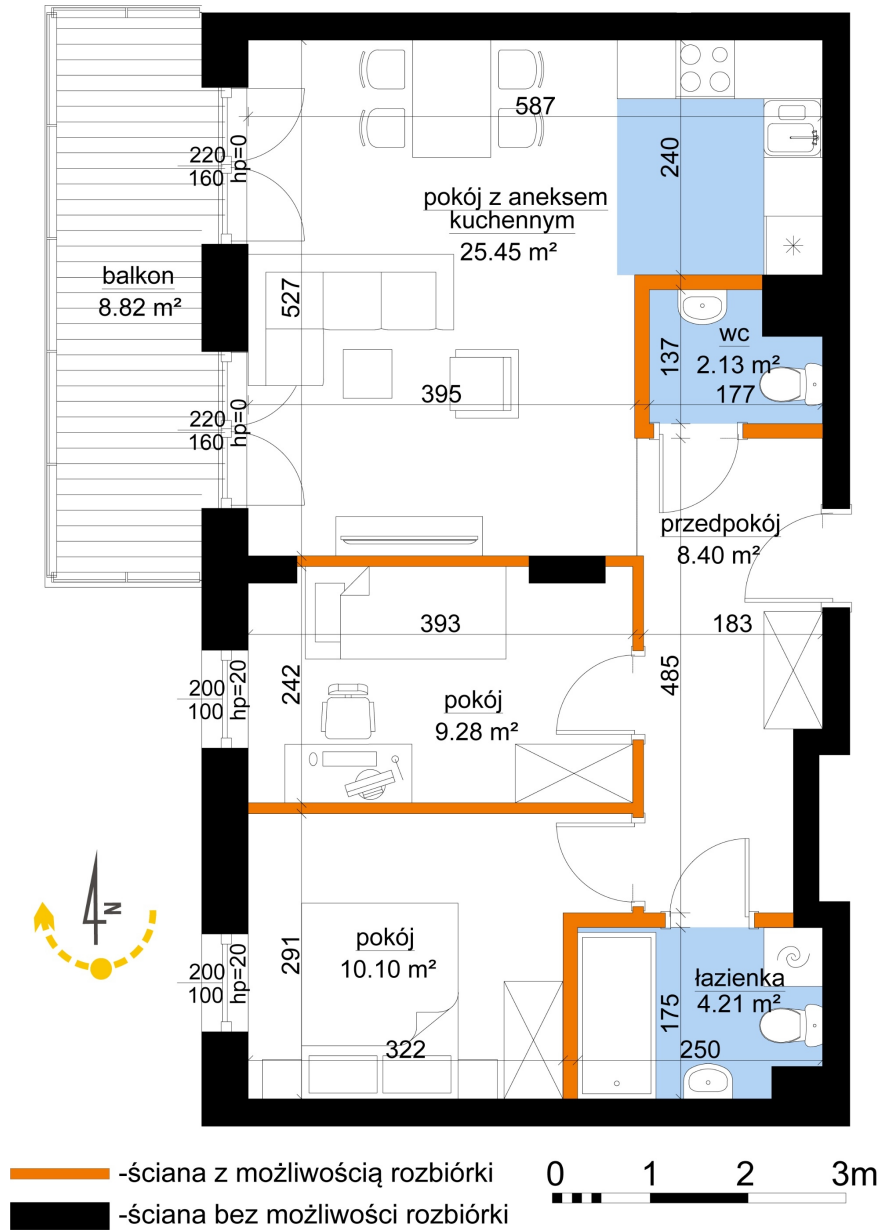 587
220
160
hp=0
240
pokój z aneksem
kuchennym
25.45 m²
balkon
8.82 m²
527
wc
2.13 m²
137
177
395
220
160
hp=0
przedpokój
8.40 m²
393
183
242
485
200
100
hp=20
pokój
9.28 m²
N
pokój
10.10 m²
291
200
100
hp=20
łazienka
4.21 m²
175
322
250
-ściana z możliwością rozbiórki
0 1 2 3m
-ściana bez możliwości rozbiórki